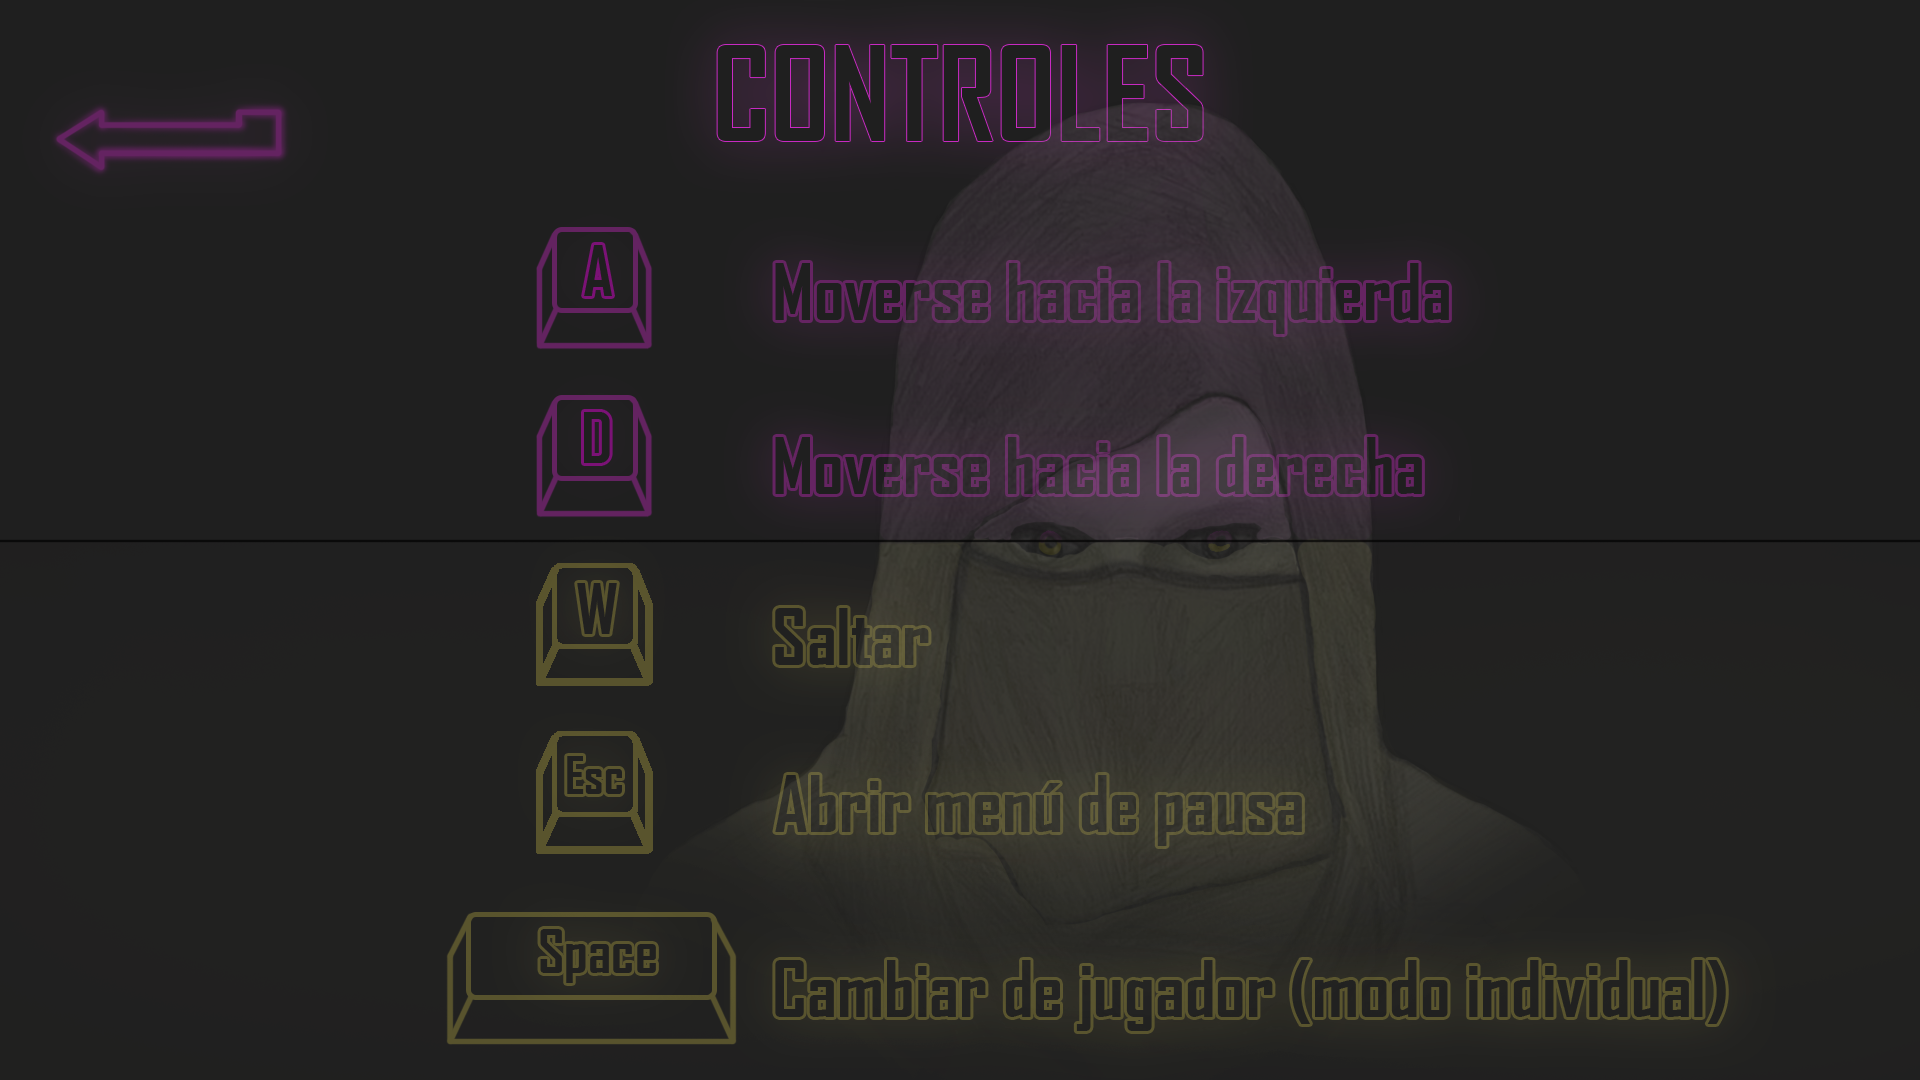 CONTROLES
A Moverse hacia la izquierda
D Moverse hacia la derecha
W Saltar
Esc Abrir menú de pausa
Space Cambiar de jugador (modo individual)